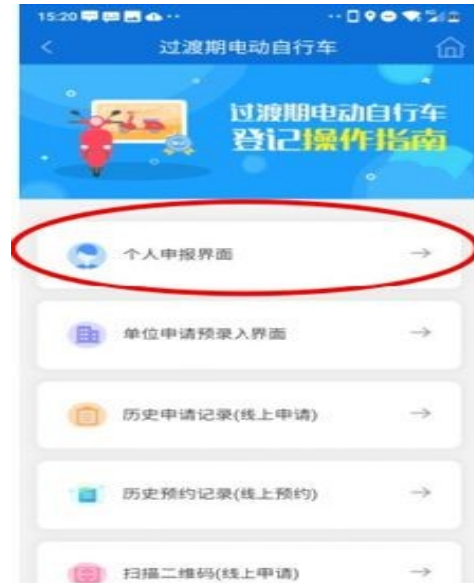 15:20
过渡期电动自行车
过渡期电动自行车
登记操作指南
个人申报界面
单位申请预录入界面
历史申请记录(线上申请)
历史预约记录(线上预约)
扫描二维码(线上申请)